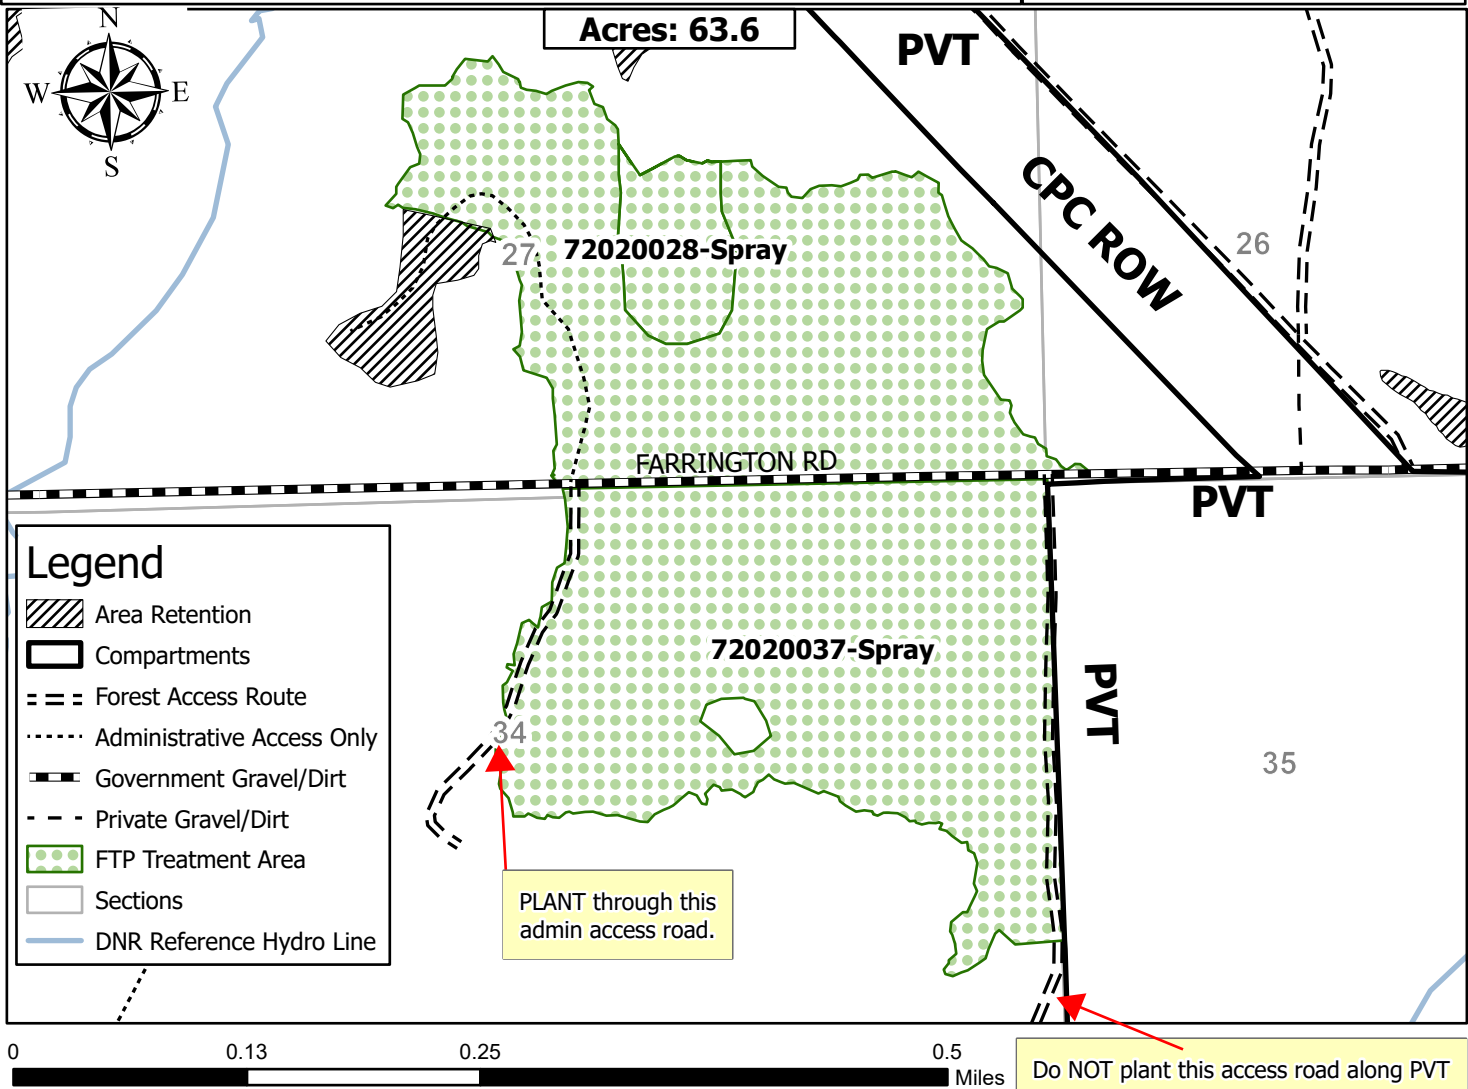 Acres: 63.6
N
W E
S
PVT
CPC ROW
26
27
72020028-Spray
FARRINGTON RD
PVT
Legend
Area Retention
Compartments
Forest Access Route
Administrative Access Only
Government Gravel/Dirt
Private Gravel/Dirt
FTP Treatment Area
Sections
DNR Reference Hydro Line
72020037-Spray
PVT
34
35
PLANT through this
admin access road.
0 0.13 0.25 0.5 Miles
Do NOT plant this access road along PVT